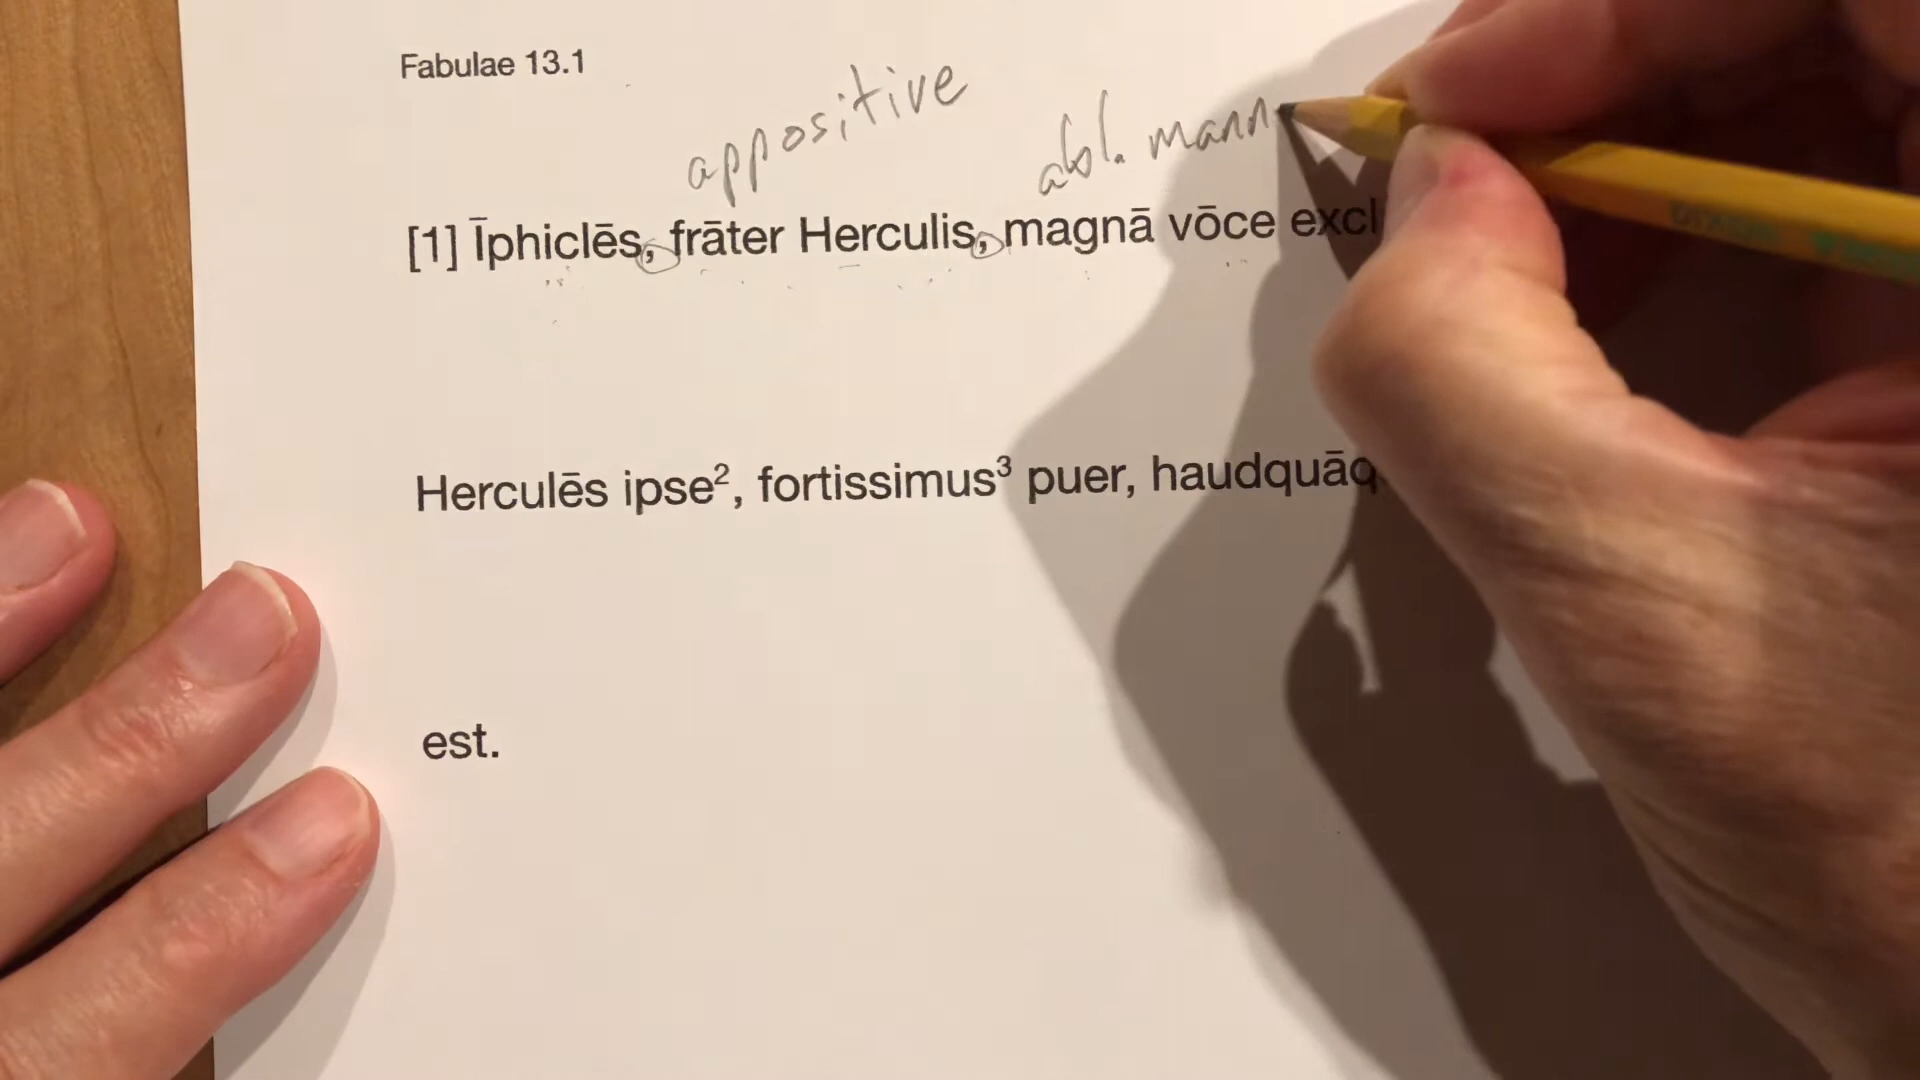 Fabulae 13.1
appositive abl. mann
[1] Īphiclēs, frāter Herculis, magnā vōce excl
Herculēs ipse², fortissimus³ puer, haudquāq
est.